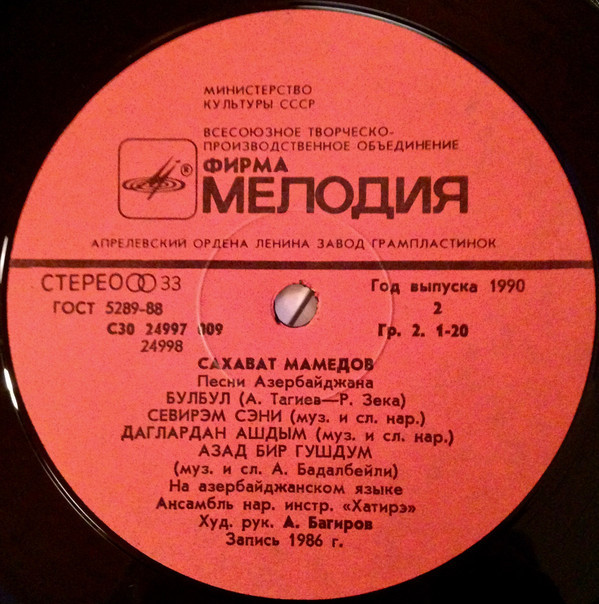 МИНИСТЕРСТВО
КУЛЬТУРЫ СССР
ВСЕСОЮЗНОЕ ТВОРЧЕСКО-
ПРОИЗВОДСТВЕННОЕ ОБЪЕДИНЕНИЕ
®
ФИРМА
МЕЛОДИЯ
АПРЕЛЕВСКИЙ ОРДЕНА ЛЕНИНА ЗАВОД ГРАМПЛАСТИНОК
СТЕРЕО 33
Год выпуска 1990
ГОСТ 5289-88
2
С30 24997 009
Гр. 2. 1-20
24998
САХАВАТ МАМЕДОВ
Песни Азербайджана
БУЛБУЛ (А. Тагиев—Р. Зека)
СЕВИРЭМ СЭНИ (муз. и сл. нар.)
ДАГЛАРДАН АШДЫМ (муз. и сл. нар.)
АЗАД БИР ГУШДУМ
(муз. и сл. А. Бадалбейли)
На азербайджанском языке
Ансамбль нар. инстр. «Хатирэ»
Худ. рук. А. Багиров
Запись 1986 г.